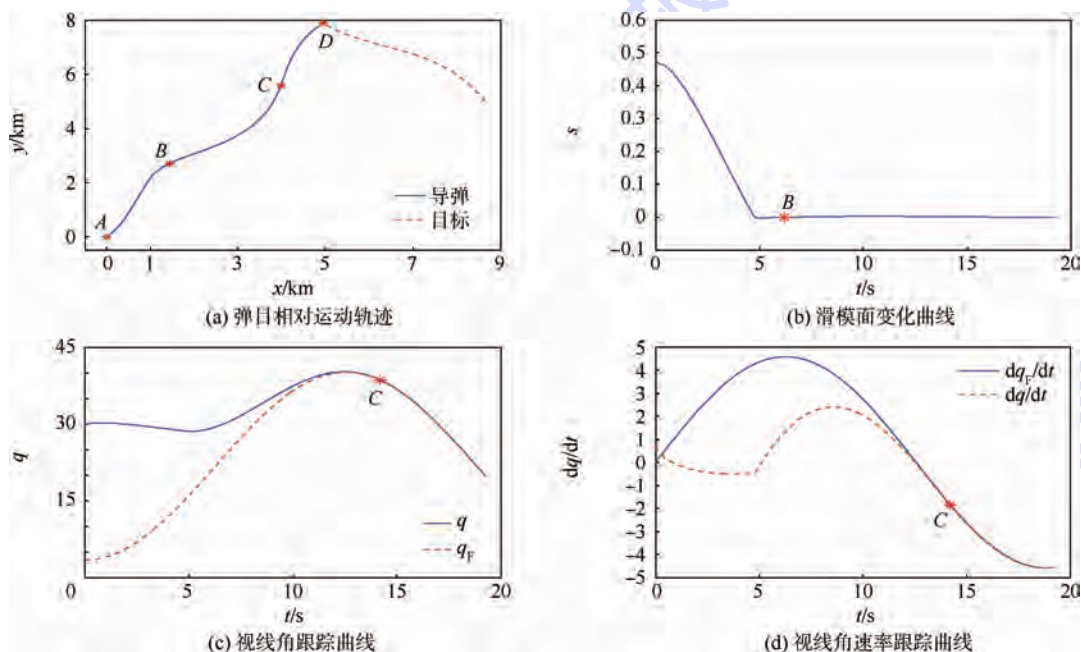 8
6
4
2
0
y/km
A
B
C
D
导弹
目标
0
1
3
5
7
9
x/km
(a) 弹目相对运动轨迹
0.6
0.5
0.4
0.3
0.2
0.1
0
−0.1
s
B
0
5
10
15
20
t/s
(b) 滑模面变化曲线
45
30
15
0
q
C
q
q_F
5
10
15
20
t/s
(c) 视线角跟踪曲线
5
4
3
2
1
0
−1
−2
−3
−4
−5
dq/dt
dq_F/dt
dq/dt
C
0
5
10
15
20
t/s
(d) 视线角速率跟踪曲线